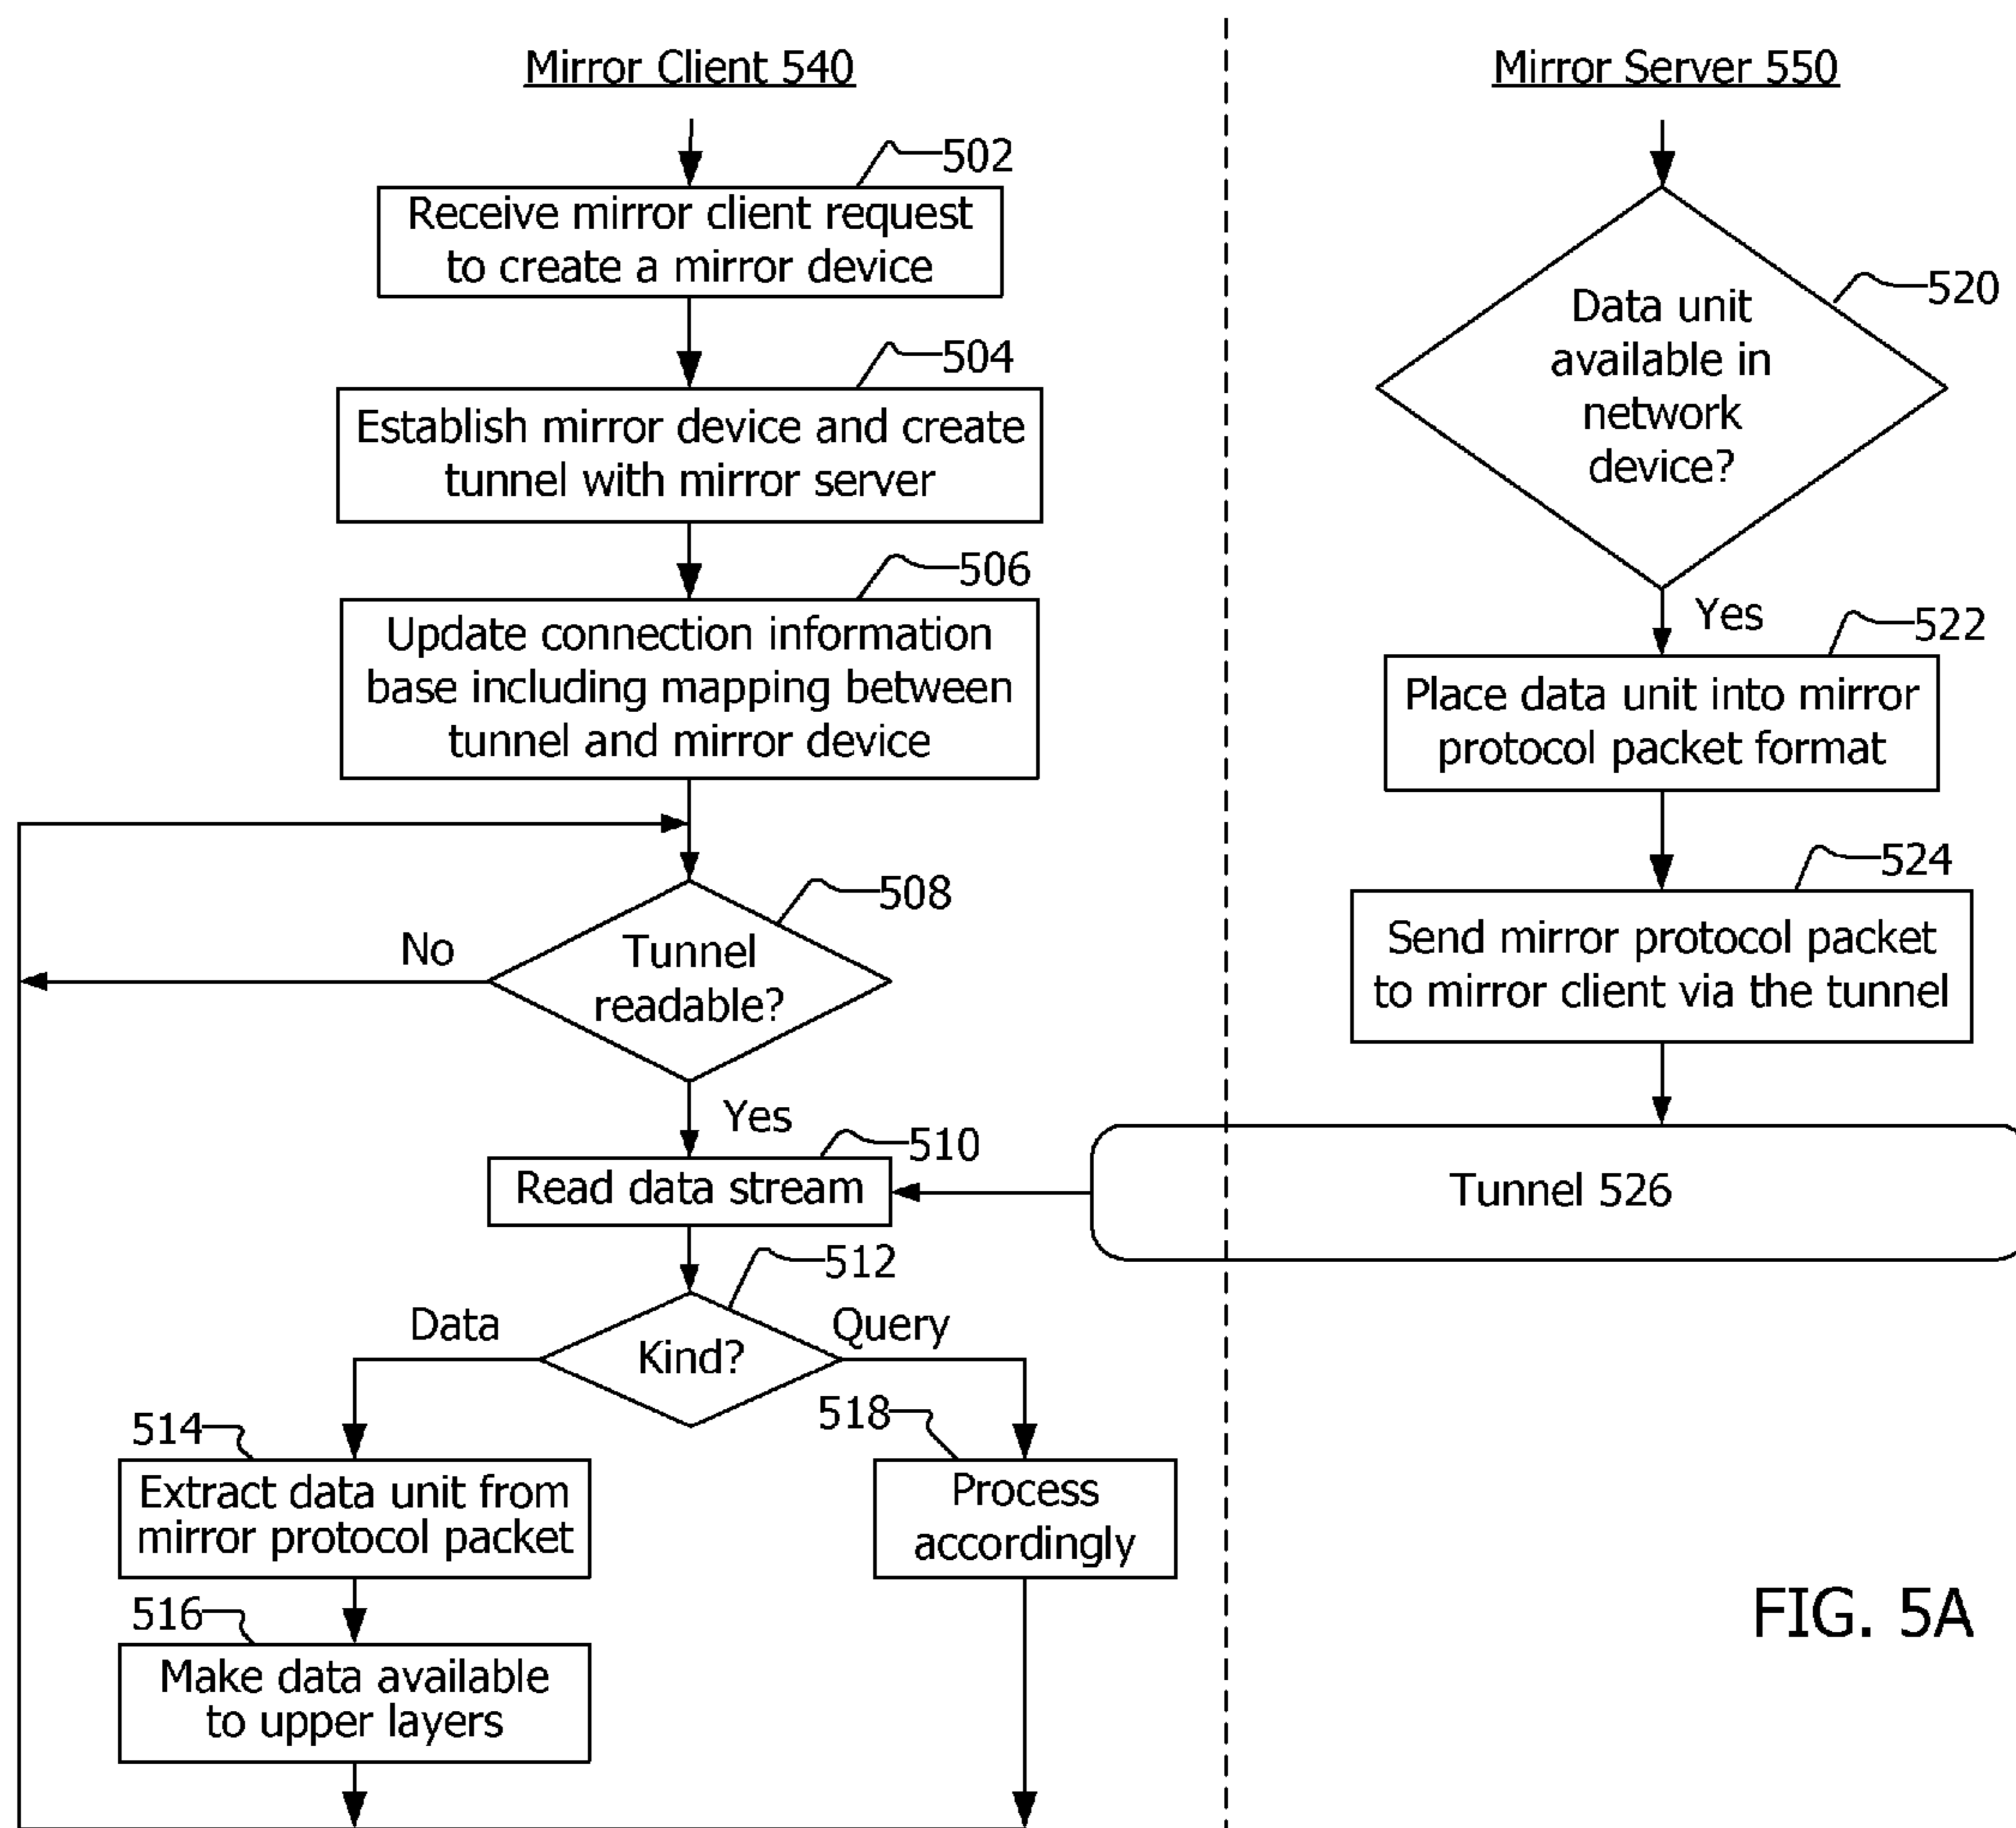 Mirror Client 540
502
Receive mirror client request
to create a mirror device
504
Establish mirror device and create
tunnel with mirror server
506
Update connection information
base including mapping between
tunnel and mirror device
508
No
Tunnel
readable?
Yes
510
Read data stream
512
Data
Query
Kind?
514
Extract data unit from
mirror protocol packet
516
Make data available
to upper layers
518
Process
accordingly
Mirror Server 550
520
Data unit
available in
network
device?
Yes
522
Place data unit into mirror
protocol packet format
524
Send mirror protocol packet
to mirror client via the tunnel
Tunnel 526
FIG. 5A